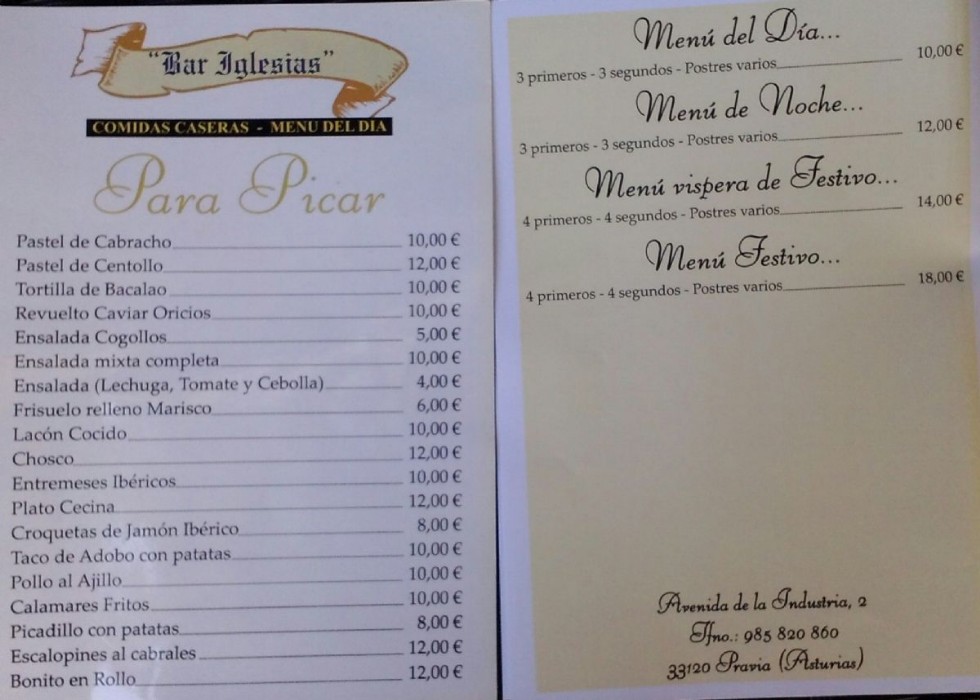 "Bar Iglesias"
COMIDAS CASERAS - MENU DEL DIA
Para Picar
Pastel de Cabracho 10,00 €
Pastel de Centollo 12,00 €
Tortilla de Bacalao 10,00 €
Revuelto Caviar Oricios 10,00 €
Ensalada Cogollos 5,00 €
Ensalada mixta completa 10,00 €
Ensalada (Lechuga, Tomate y Cebolla) 4,00 €
Frisuelo relleno Marisco 6,00 €
Lacón Cocido 10,00 €
Chosco 12,00 €
Entremeses Ibéricos 10,00 €
Plato Cecina 12,00 €
Croquetas de Jamón Ibérico 8,00 €
Taco de Adobo con patatas 10,00 €
Pollo al Ajillo 10,00 €
Calamares Fritos 10,00 €
Picadillo con patatas 8,00 €
Escalopines al cabrales 12,00 €
Bonito en Rollo 12,00 €
Menú del Día...
3 primeros - 3 segundos - Postres varios 10,00 €
Menú de Noche...
3 primeros - 3 segundos - Postres varios 12,00 €
Menú vispera de Festivo...
4 primeros - 4 segundos - Postres varios 14,00 €
Menú Festivo...
4 primeros - 4 segundos - Postres varios 18,00 €
Avenida de la Industria, 2
Tfno.: 985 820 860
33120 Pravia (Asturias)